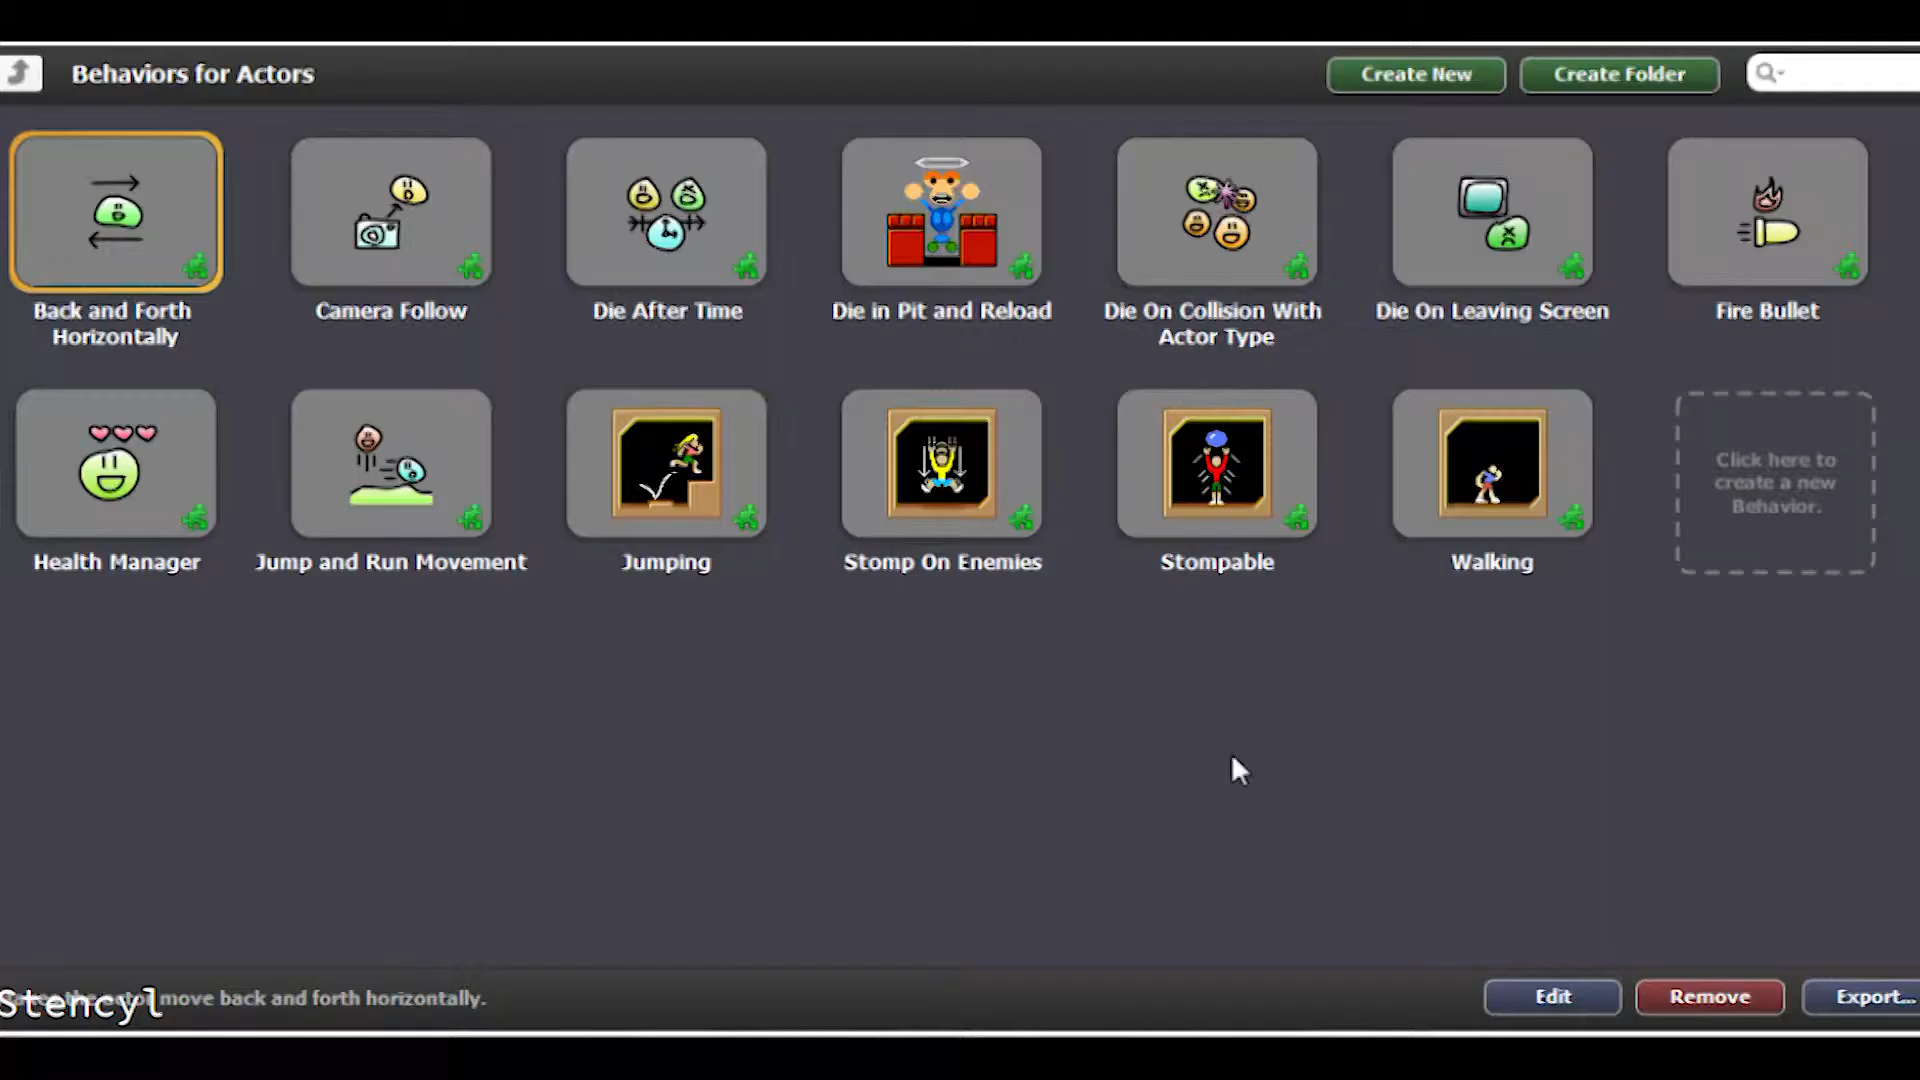 Behaviors for Actors
Create New
Create Folder
Back and Forth
Horizontally
Camera Follow
Die After Time
Die in Pit and Reload
Die On Collision With
Actor Type
Die On Leaving Screen
Fire Bullet
Health Manager
Jump and Run Movement
Jumping
Stomp On Enemies
Stompable
Walking
Click here to
create a new
Behavior.
the actor move back and forth horizontally.
Stencyl
Edit
Remove
Export...